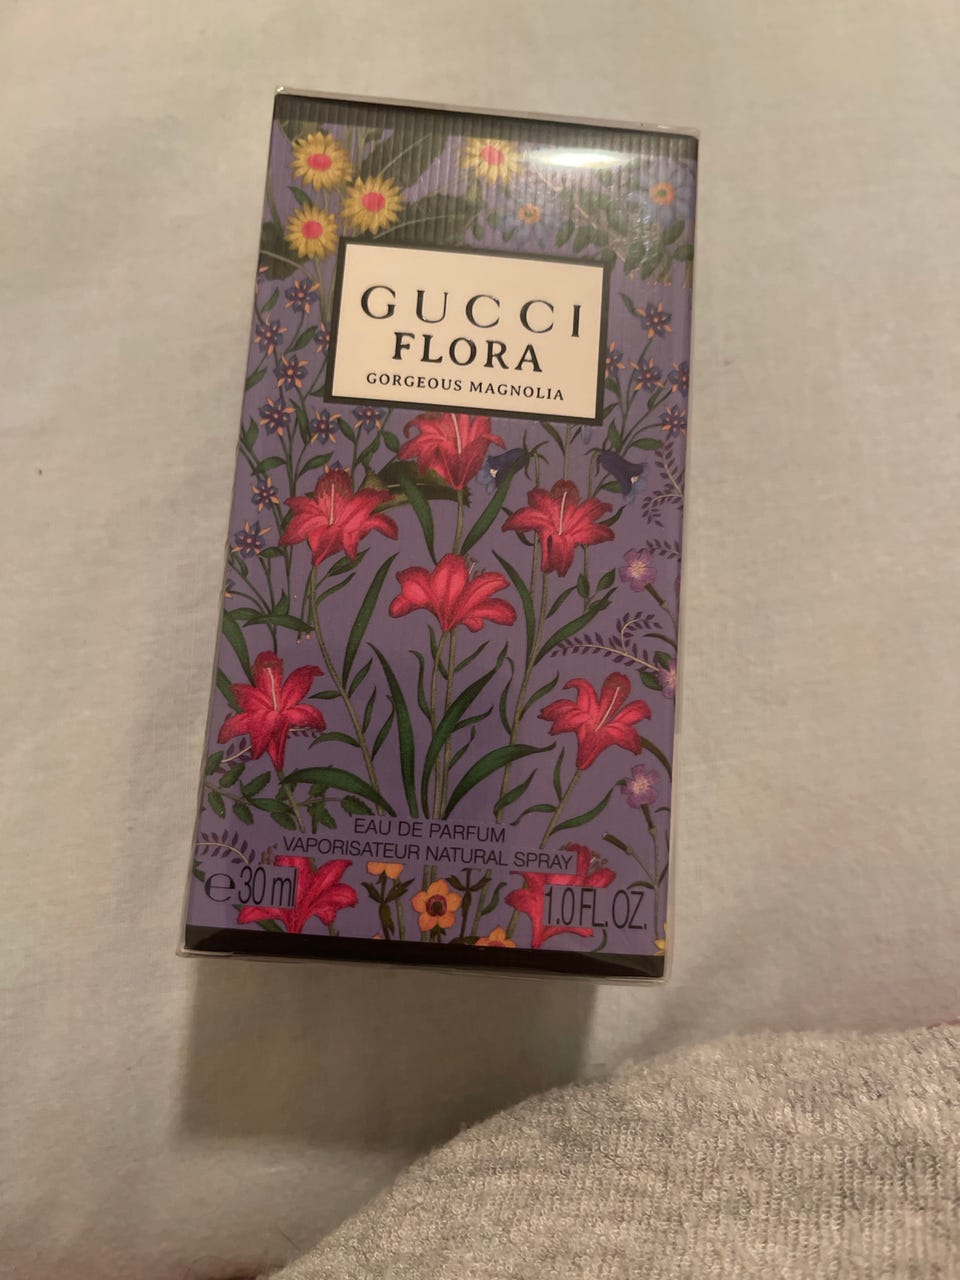 GUCCI
FLORA
GORGEOUS MAGNOLIA
EAU DE PARFUM
VAPORISATEUR NATURAL SPRAY
℮ 30 ml
1.0 FL. OZ.